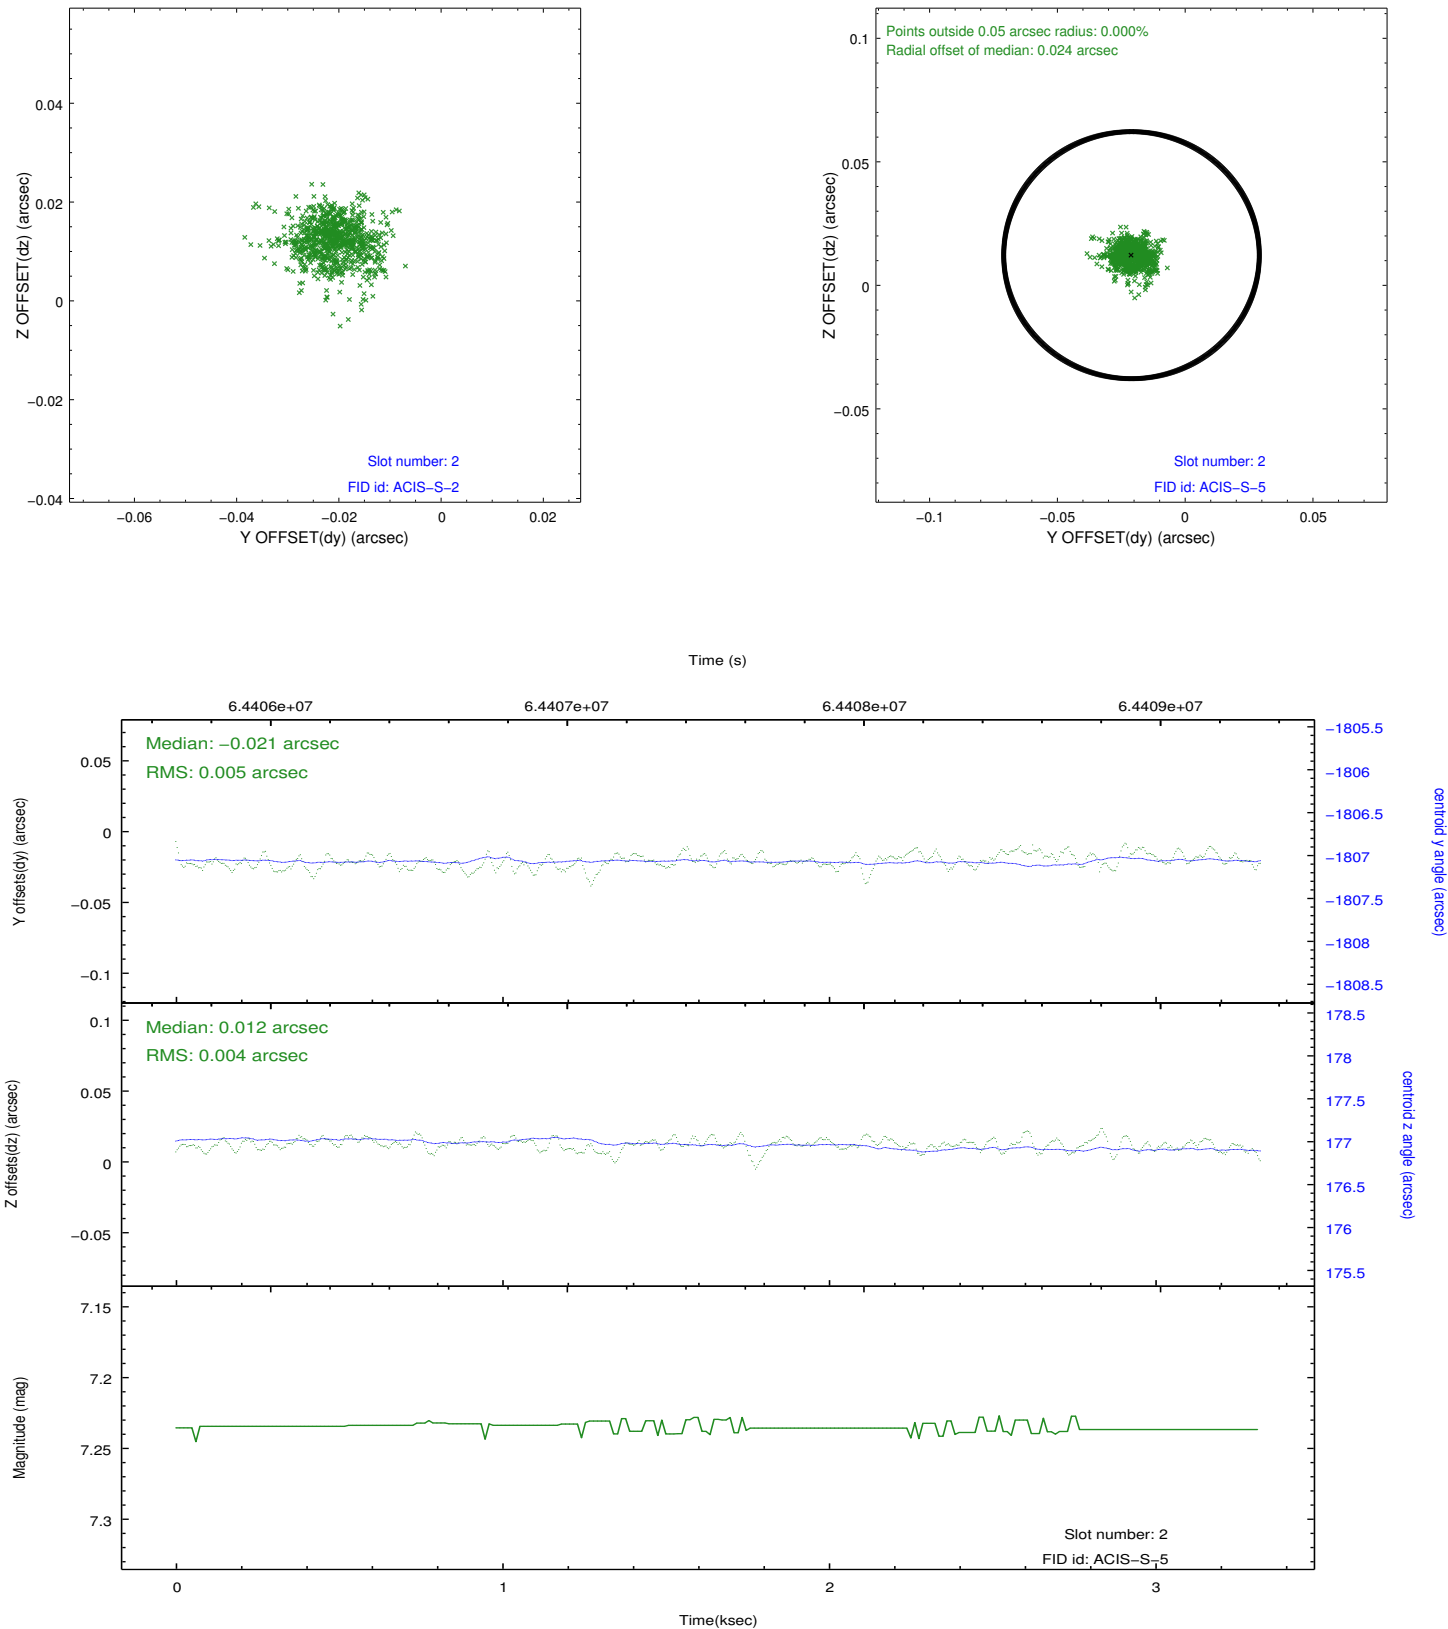 0.04
0.02
0
−0.02
−0.04
Z OFFSET(dz) (arcsec)
Slot number: 2
FID id: ACIS−S−2
−0.06
−0.04
−0.02
0
0.02
Y OFFSET(dy) (arcsec)
Points outside 0.05 arcsec radius: 0.000%
Radial offset of median: 0.024 arcsec
0.1
0.05
0
−0.05
Z OFFSET(dz) (arcsec)
Slot number: 2
FID id: ACIS−S−5
−0.1
−0.05
0
0.05
Y OFFSET(dy) (arcsec)
Time (s)
6.4406e+07
6.4407e+07
6.4408e+07
6.4409e+07
Median: −0.021 arcsec
RMS: 0.005 arcsec
0.05
0
−0.05
−0.1
Y offsets(dy) (arcsec)
−1805.5
−1806
−1806.5
−1807
−1807.5
−1808
−1808.5
centroid y angle (arcsec)
Median: 0.012 arcsec
RMS: 0.004 arcsec
0.1
0.05
0
−0.05
Z offsets(dz) (arcsec)
178.5
178
177.5
177
176.5
176
175.5
centroid z angle (arcsec)
7.15
7.2
7.25
7.3
Magnitude (mag)
Slot number: 2
FID id: ACIS−S−5
0
1
2
3
Time(ksec)